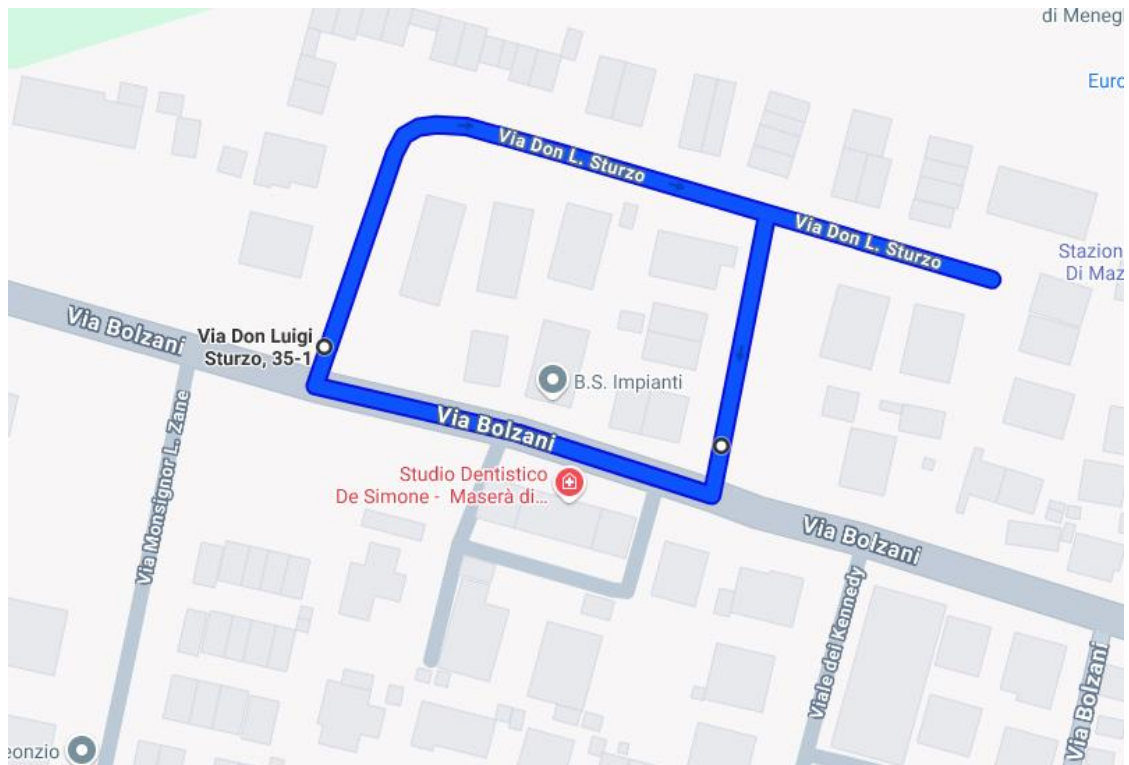 di Menegh
Euro
Via Don L. Sturzo
Via Don L. Sturzo
Stazion
Di Maz
Via Bolzani
Via Don Luigi
Sturzo, 35-1
B.S. Impianti
Via Bolzani
Studio Dentistico
De Simone - Maserà di...
Via Monsignor L. Zane
Via Bolzani
Viale dei Kennedy
Via Bolzani
eonzio